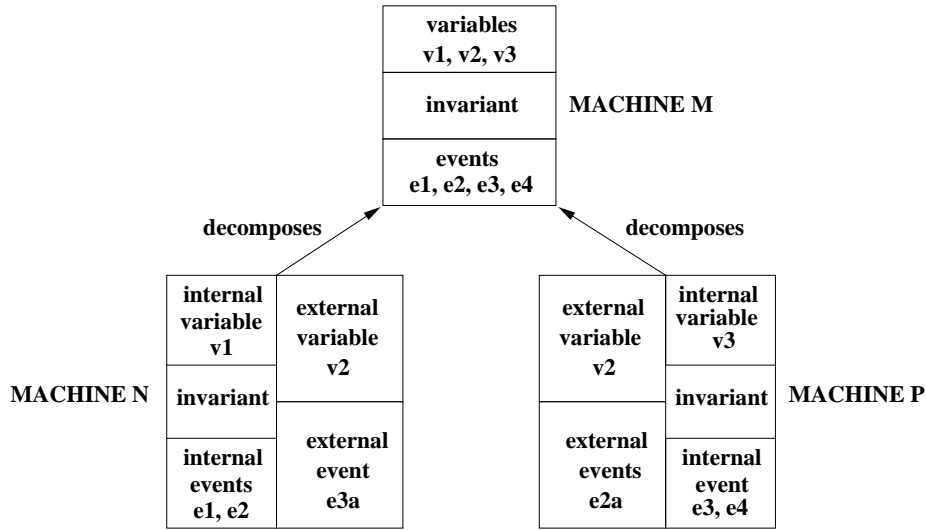 variables
v1, v2, v3
invariant
MACHINE M
events
e1, e2, e3, e4
decomposes
decomposes
internal
variable
v1
external
variable
v2
MACHINE N
invariant
internal
events
e1, e2
external
event
e3a
external
variable
v2
internal
variable
v3
invariant
MACHINE P
external
events
e2a
internal
event
e3, e4